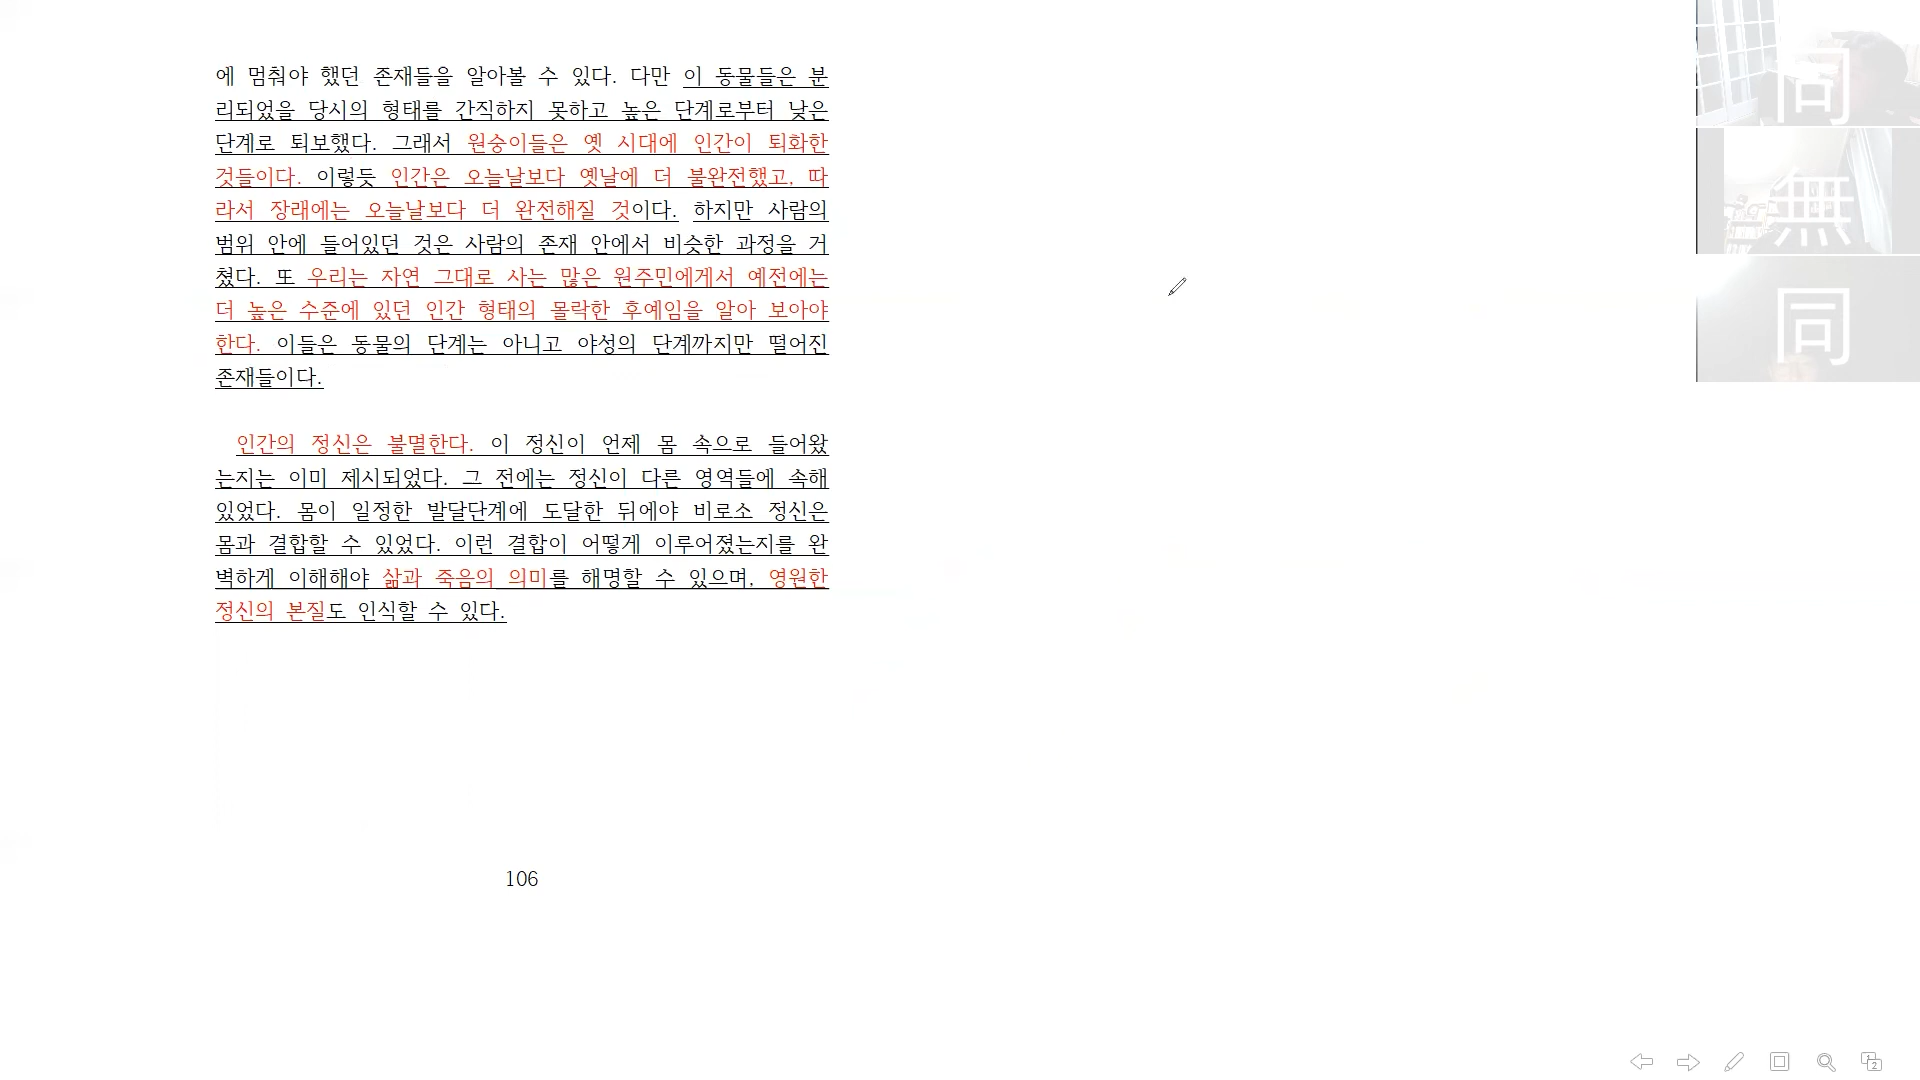 에 멈춰야 했던 존재들을 알아볼 수 있다. 다만 이 동물들은 분
리되었을 당시의 형태를 간직하지 못하고 높은 단계로부터 낮은
단계로 퇴보했다. 그래서 원숭이들은 옛 시대에 인간이 퇴화한
것들이다. 이렇듯 인간은 오늘날보다 옛날에 더 불완전했고, 따
라서 장래에는 오늘날보다 더 완전해질 것이다. 하지만 사람의
범위 안에 들어있던 것은 사람의 존재 안에서 비슷한 과정을 거
쳤다. 또 우리는 자연 그대로 사는 많은 원주민에게서 예전에는
더 높은 수준에 있던 인간 형태의 몰락한 후예임을 알아 보아야
한다. 이들은 동물의 단계는 아니고 야성의 단계까지만 떨어진
존재들이다.
인간의 정신은 불멸한다. 이 정신이 언제 몸 속으로 들어왔
는지는 이미 제시되었다. 그 전에는 정신이 다른 영역들에 속해
있었다. 몸이 일정한 발달단계에 도달한 뒤에야 비로소 정신은
몸과 결합할 수 있었다. 이런 결합이 어떻게 이루어졌는지를 완
벽하게 이해해야 삶과 죽음의 의미를 해명할 수 있으며, 영원한
정신의 본질도 인식할 수 있다.
106
同
無
同